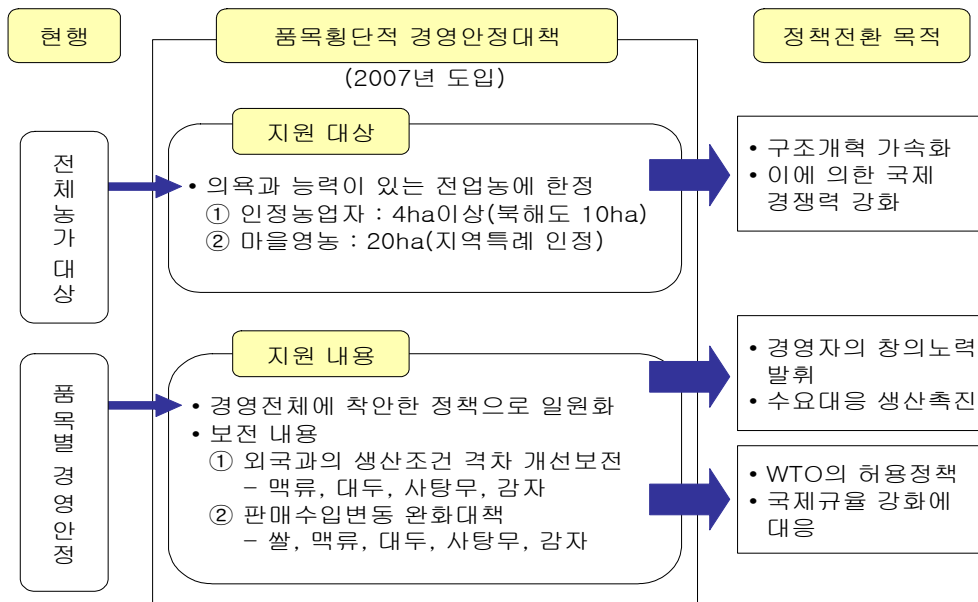 현행
품목횡단적 경영안정대책
(2007년 도입)
정책전환 목적
전체농가 대상
지원 대상
• 의욕과 능력이 있는 전업농에 한정
① 인정농업자 : 4ha이상(북해도 10ha)
② 마을영농 : 20ha(지역특례 인정)
• 구조개혁 가속화
• 이에 의한 국제
경쟁력 강화
품목별 경영안정
지원 내용
• 경영전체에 착안한 정책으로 일원화
• 보전 내용
① 외국과의 생산조건 격차 개선보전
– 맥류, 대두, 사탕무, 감자
② 판매수입변동 완화대책
– 쌀, 맥류, 대두, 사탕무, 감자
• 경영자의 창의노력
발휘
• 수요대응 생산촉진
• WTO의 허용정책
• 국제규율 강화에
대응